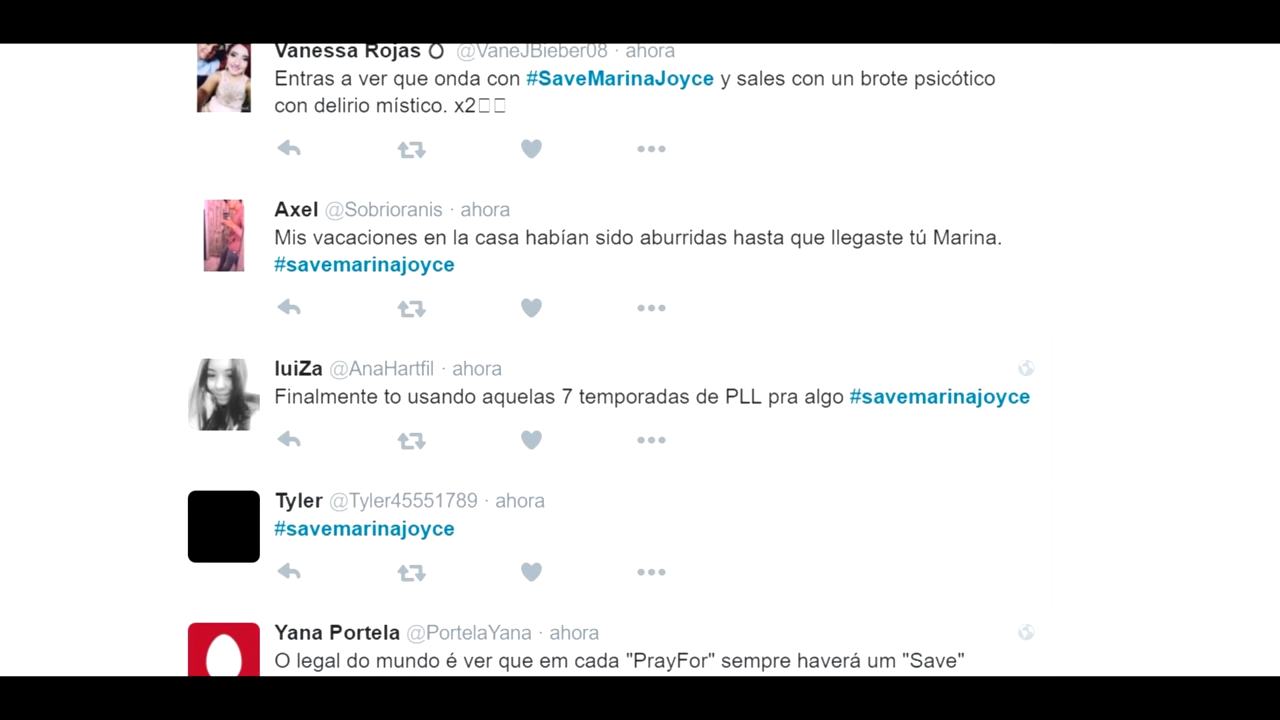 Vanessa Rojas @VaneJBieber08 · ahora
Entras a ver que onda con #SaveMarinaJoyce y sales con un brote psicótico
con delirio místico. x2
Axel @Sobrioranis · ahora
Mis vacaciones en la casa habían sido aburridas hasta que llegaste tú Marina.
#savemarinajoyce
luiZa @AnaHartfil · ahora
Finalmente to usando aquelas 7 temporadas de PLL pra algo #savemarinajoyce
Tyler @Tyler45551789 · ahora
#savemarinajoyce
Yana Portela @PortelaYana · ahora
O legal do mundo é ver que em cada "PrayFor" sempre haverá um "Save"